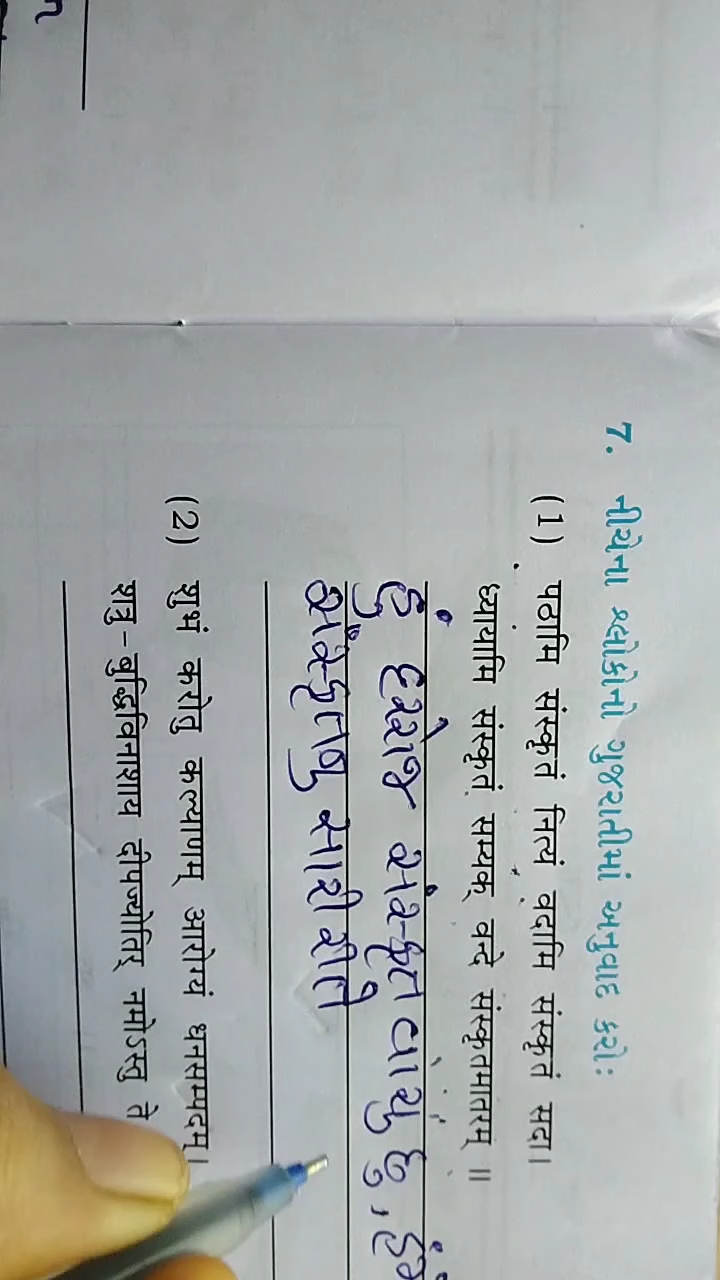 7. નીચેના શ્લોકોનો ગુજરાતીમાં અનુવાદ કરો:
(1) पठामि संस्कृतं नित्यं वदामि संस्कृतं सदा।
ध्यायामि संस्कृतं सम्यक् वन्दे संस्कृतमातरम् ॥
હું દરરોજ સંસ્કૃત વાંચુ છુ, હું
સંસ્કૃતનુ સારી રીતે
(2) शुभं करोतु कल्याणम् आरोग्यं धनसम्पदम्।
शत्रु-बुद्धिविनाशाय दीपज्योतिर् नमोऽस्तु ते